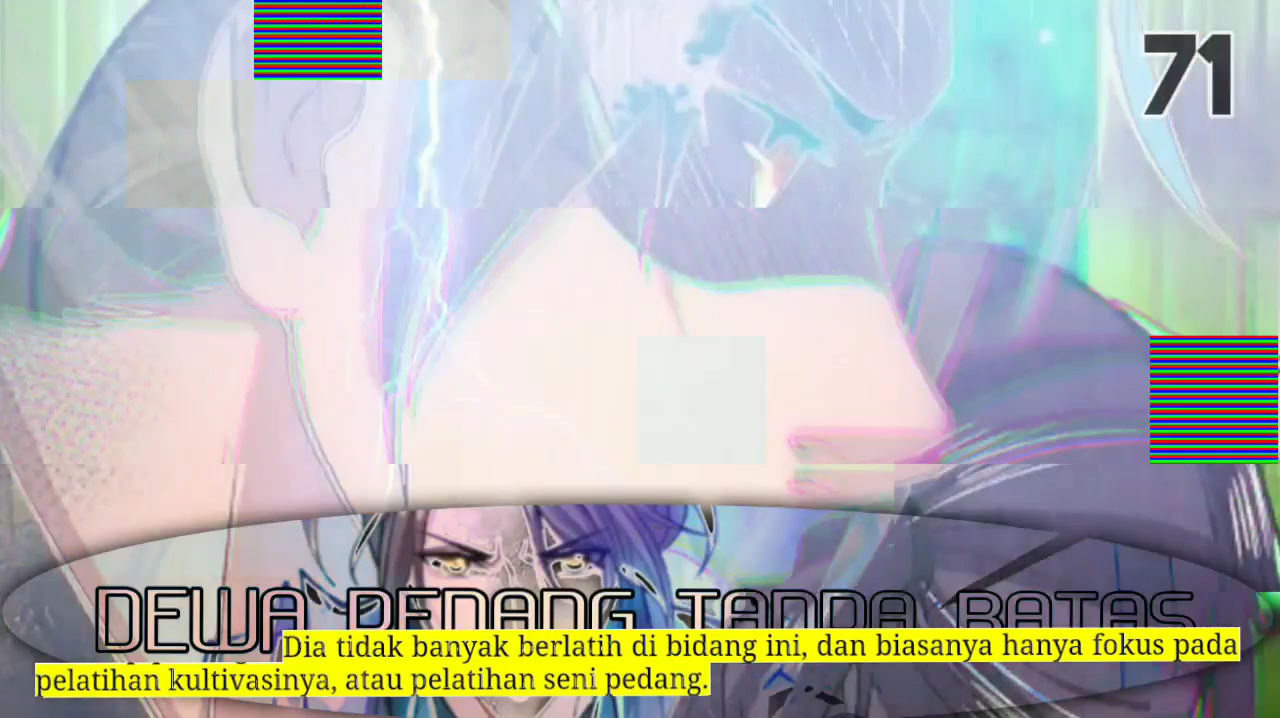 71
DEWA PEDANG TANPA BATAS
Dia tidak banyak berlatih di bidang ini, dan biasanya hanya fokus pada
pelatihan kultivasinya, atau pelatihan seni pedang.